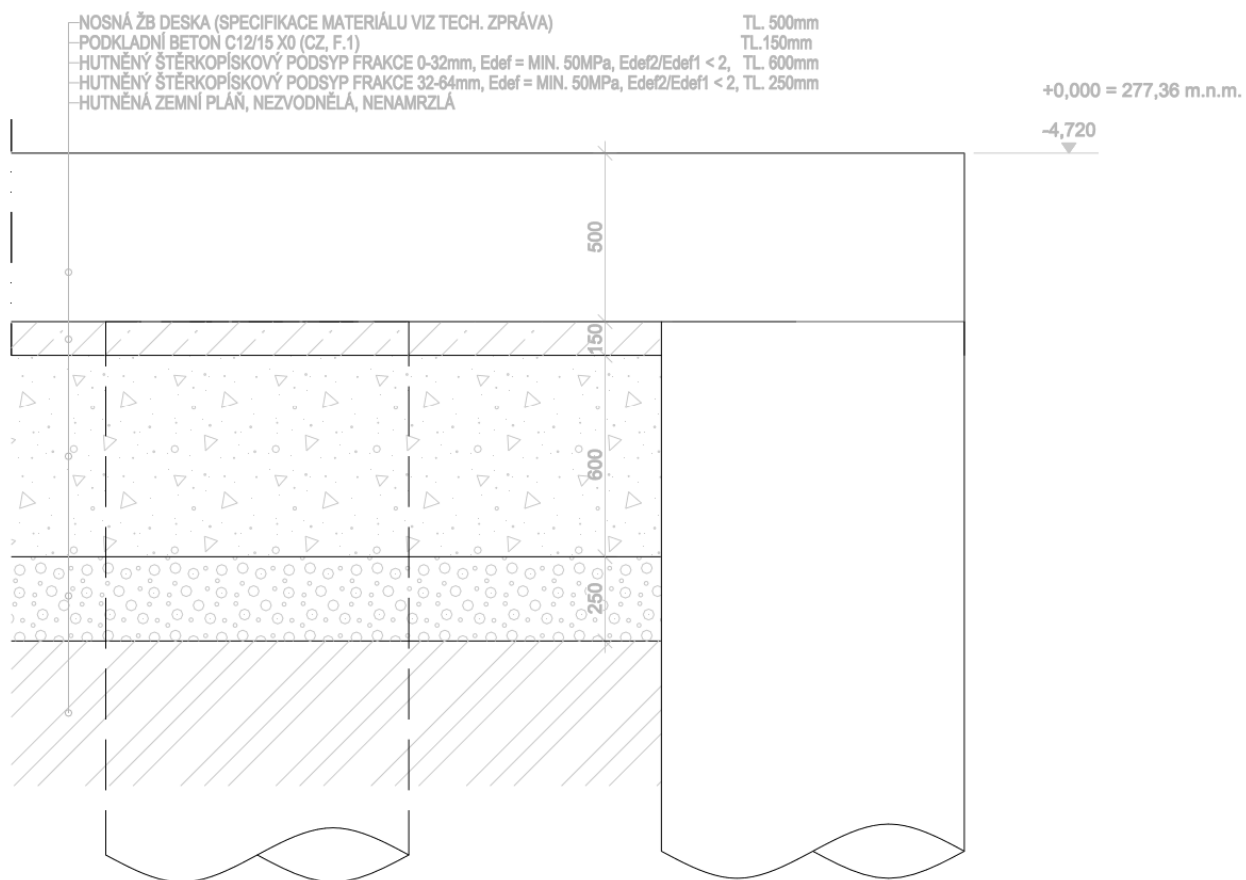 NOSNÁ ŽB DESKA (SPECIFIKACE MATERIÁLU VIZ TECH. ZPRÁVA) TL. 500mm
PODKLADNÍ BETON C12/15 X0 (CZ, F.1) TL.150mm
HUTNĚNÝ ŠTĚRKOPÍSKOVÝ PODSYP FRAKCE 0-32mm, Edef = MIN. 50MPa, Edef2/Edef1 < 2, TL. 600mm
HUTNĚNÝ ŠTĚRKOPÍSKOVÝ PODSYP FRAKCE 32-64mm, Edef = MIN. 50MPa, Edef2/Edef1 < 2, TL. 250mm
HUTNĚNÁ ZEMNÍ PLÁŇ, NEZVODNĚLÁ, NENAMRZLÁ
+0,000 = 277,36 m.n.m.
-4,720
500
150
600
250